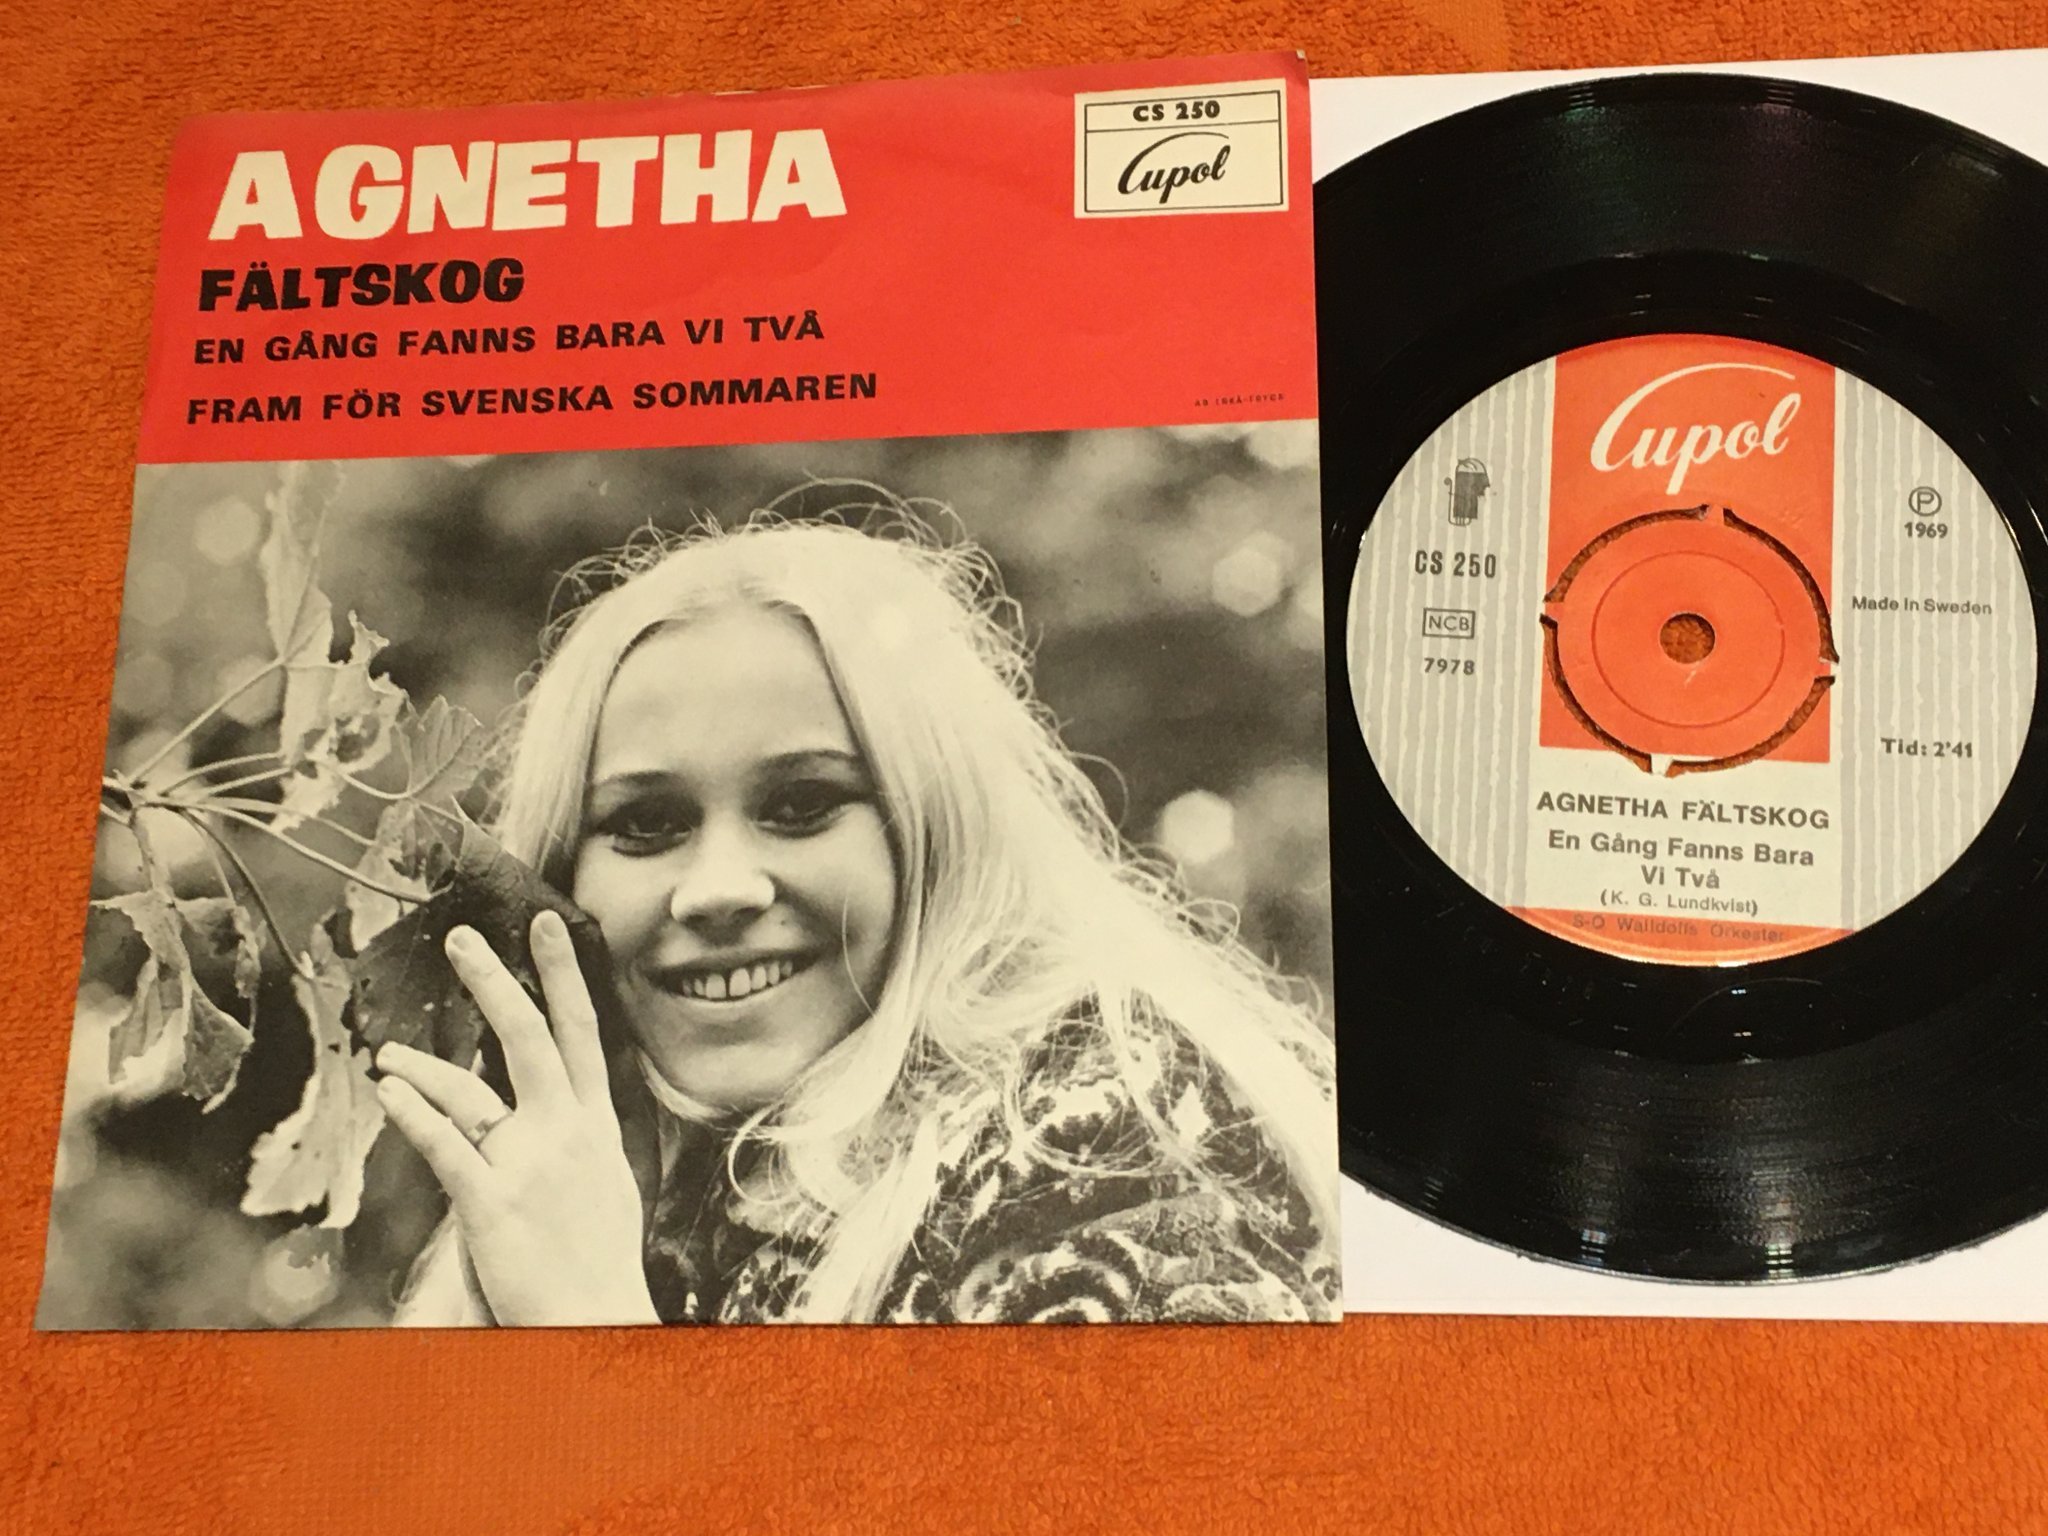 AGNETHA
FÄLTSKOG
EN GÅNG FANNS BARA VI TVÅ
FRAM FÖR SVENSKA SOMMAREN
CS 250
Cupol
Cupol
CS 250
NCB
7978
P
1969
Made in Sweden
Tid: 2'41
AGNETHA FÄLTSKOG
En Gång Fanns Bara
Vi Två
(K. G. Lundkvist)
S-O Walldoffs Orkester